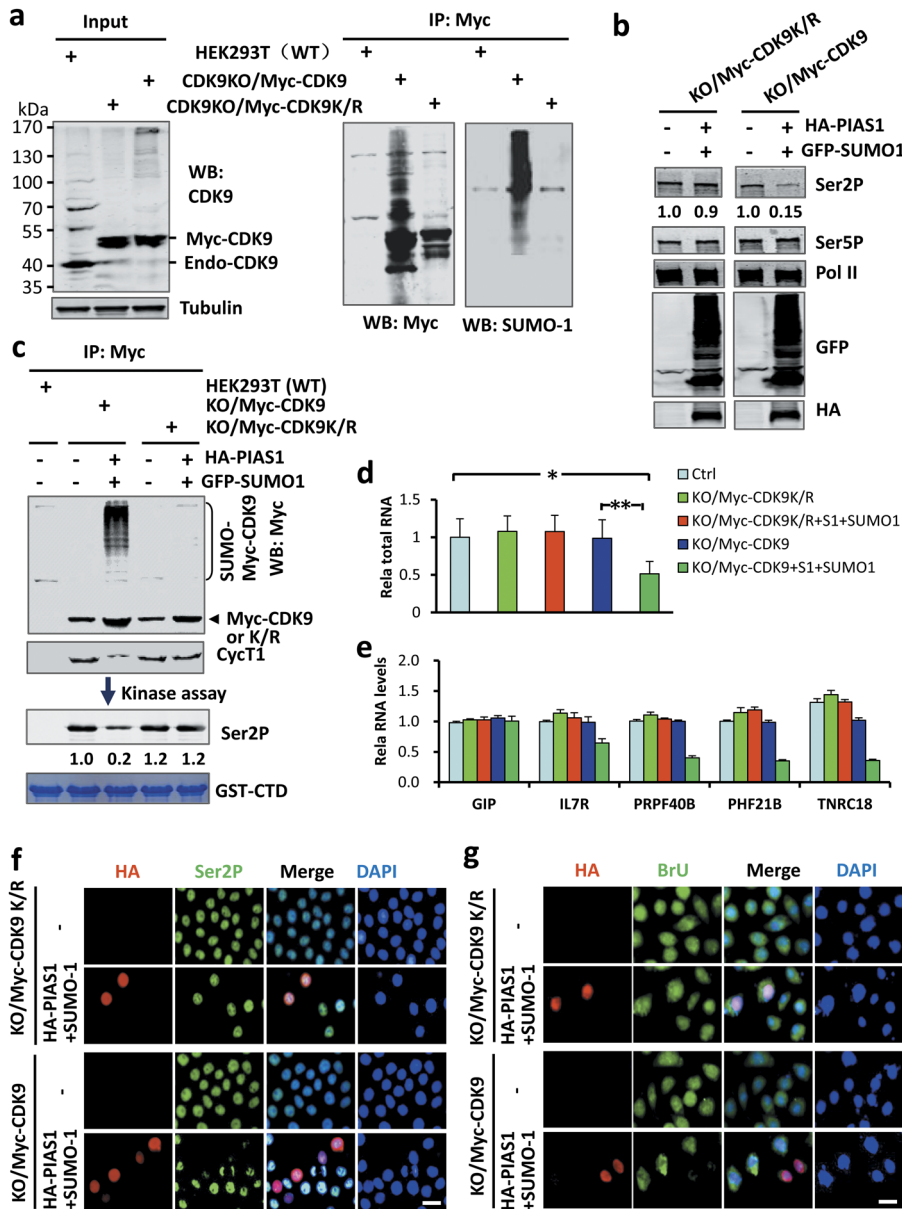 a
Input
IP: Myc
HEK293T (WT)
CDK9KO/Myc-CDK9
CDK9KO/Myc-CDK9K/R
+ + +
+ + + + + +
kDa
170
130
100
70
55
40
35
WB:
CDK9
Myc-CDK9
Endo-CDK9
Tubulin
WB: Myc
WB: SUMO-1
b
KO/Myc-CDK9K/R
KO/Myc-CDK9
- + - + HA-PIAS1
- + - + GFP-SUMO1
Ser2P
1.0 0.9 1.0 0.15
Ser5P
Pol II
GFP
HA
c
IP: Myc
+ HEK293T (WT)
+ KO/Myc-CDK9
+ KO/Myc-CDK9K/R
- - + - + HA-PIAS1
- - + - + GFP-SUMO1
SUMO-
Myc-CDK9
WB: Myc
Myc-CDK9
or K/R
CycT1
Kinase assay
Ser2P
1.0 0.2 1.2 1.2
GST-CTD
d
Rela total RNA
1.5
1
0.5
0
*
**
Ctrl
KO/Myc-CDK9K/R
KO/Myc-CDK9K/R+S1+SUMO1
KO/Myc-CDK9
KO/Myc-CDK9+S1+SUMO1
e
Rela RNA levels
2.0
1.5
1.0
0.5
0.0
GIP IL7R PRPF40B PHF21B TNRC18
f
HA Ser2P Merge DAPI
KO/Myc-CDK9 K/R
-
HA-PIAS1
+SUMO-1
KO/Myc-CDK9
-
HA-PIAS1
+SUMO-1
g
HA BrU Merge DAPI
KO/Myc-CDK9 K/R
-
HA-PIAS1
+SUMO-1
KO/Myc-CDK9
-
HA-PIAS1
+SUMO-1